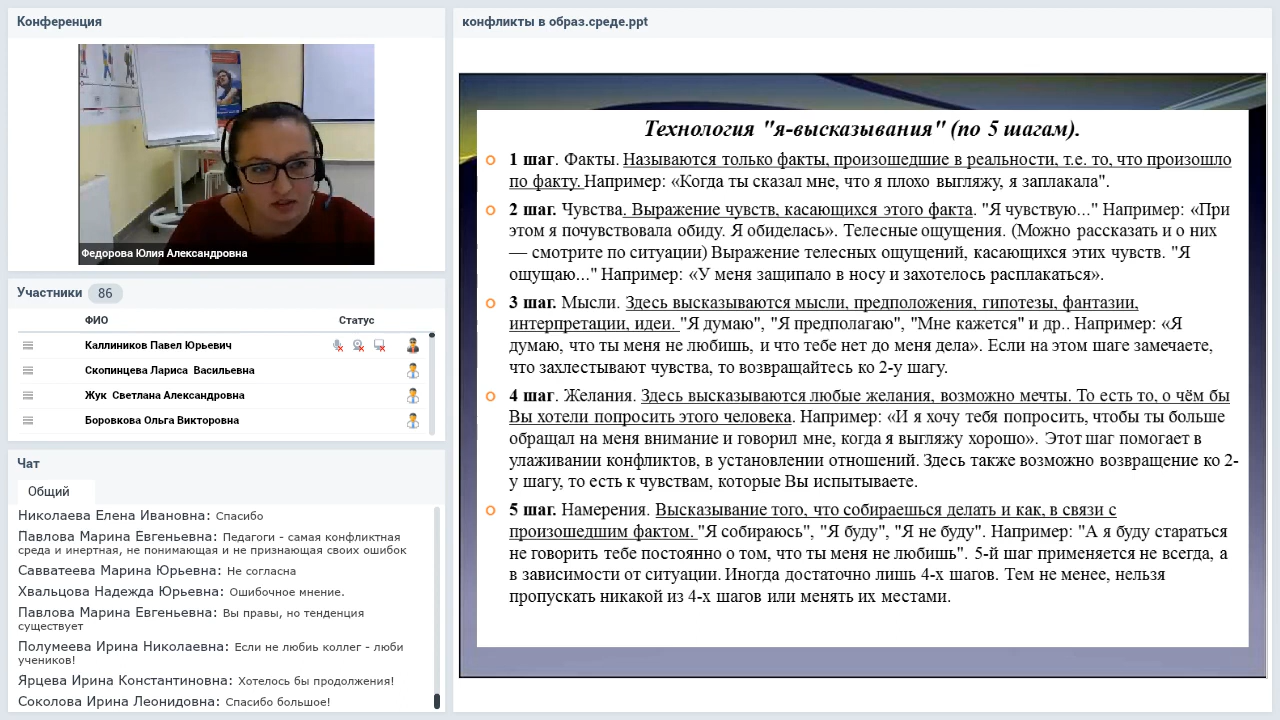 Конференция
Федорова Юлия Александровна
Участники 86
ФИО Статус
Каллиников Павел Юрьевич
Скопинцева Лариса Васильевна
Жук Светлана Александровна
Боровкова Ольга Викторовна
Чат
Общий
Николаева Елена Ивановна: Спасибо
Павлова Марина Евгеньевна: Педагоги - самая конфликтная
среда и инертная, не понимающая и не признающая своих ошибок
Савватеева Марина Юрьевна: Не согласна
Хвальцова Надежда Юрьевна: Ошибочное мнение.
Павлова Марина Евгеньевна: Вы правы, но тенденция
существует
Полумеева Ирина Николаевна: Если не любиь коллег - люби
учеников!
Ярцева Ирина Константиновна: Хотелось бы продолжения!
Соколова Ирина Леонидовна: Спасибо большое!
конфликты в образ.среде.ppt
Технология "я-высказывания" (по 5 шагам).
1 шаг. Факты. Называются только факты, произошедшие в реальности, т.е. то, что произошло
по факту. Например: «Когда ты сказал мне, что я плохо выгляжу, я заплакала".
2 шаг. Чувства. Выражение чувств, касающихся этого факта. "Я чувствую..." Например: «При
этом я почувствовала обиду. Я обиделась». Телесные ощущения. (Можно рассказать и о них
— смотрите по ситуации) Выражение телесных ощущений, касающихся этих чувств. "Я
ощущаю..." Например: «У меня защипало в носу и захотелось расплакаться».
3 шаг. Мысли. Здесь высказываются мысли, предположения, гипотезы, фантазии,
интерпретации, идеи. "Я думаю", "Я предполагаю", "Мне кажется" и др.. Например: «Я
думаю, что ты меня не любишь, и что тебе нет до меня дела». Если на этом шаге замечаете,
что захлестывают чувства, то возвращайтесь ко 2-у шагу.
4 шаг. Желания. Здесь высказываются любые желания, возможно мечты. То есть то, о чём бы
Вы хотели попросить этого человека. Например: «И я хочу тебя попросить, чтобы ты больше
обращал на меня внимание и говорил мне, когда я выгляжу хорошо». Этот шаг помогает в
улаживании конфликтов, в установлении отношений. Здесь также возможно возвращение ко 2-
у шагу, то есть к чувствам, которые Вы испытываете.
5 шаг. Намерения. Высказывание того, что собираешься делать и как, в связи с
произошедшим фактом. "Я собираюсь", "Я буду", "Я не буду". Например: "А я буду стараться
не говорить тебе постоянно о том, что ты меня не любишь". 5-й шаг применяется не всегда, а
в зависимости от ситуации. Иногда достаточно лишь 4-х шагов. Тем не менее, нельзя
пропускать никакой из 4-х шагов или менять их местами.